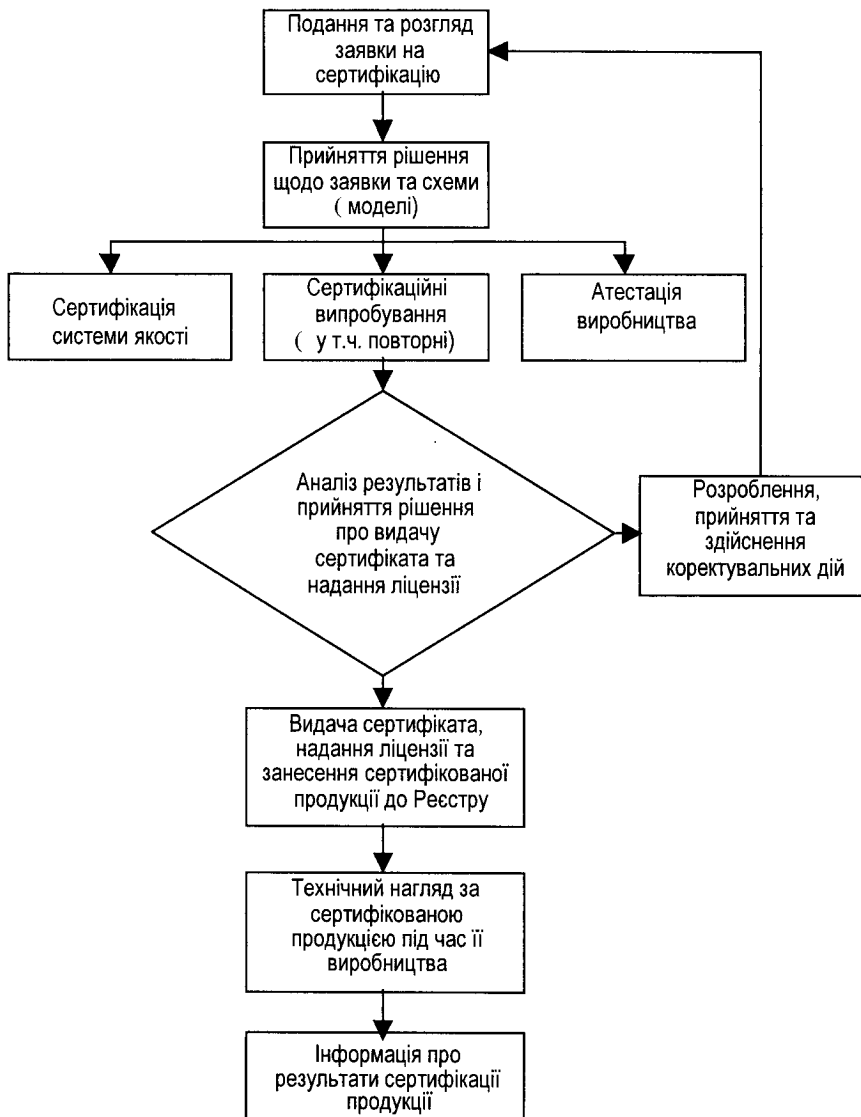 Подання та розгляд
заявки на
сертифікацію
Прийняття рішення
щодо заявки та схеми
( моделі)
Сертифікація
системи якості
Сертифікаційні
випробування
( у т.ч. повторні)
Атестація
виробництва
Аналіз результатів і
прийняття рішення
про видачу
сертифіката та
надання ліцензії
Розроблення,
прийняття та
здійснення
коректувальних дій
Видача сертифіката,
надання ліцензії та
занесення сертифікованої
продукції до Реєстру
Технічний нагляд за
сертифікованою
продукцією під час її
виробництва
Інформація про
результати сертифікації
продукції